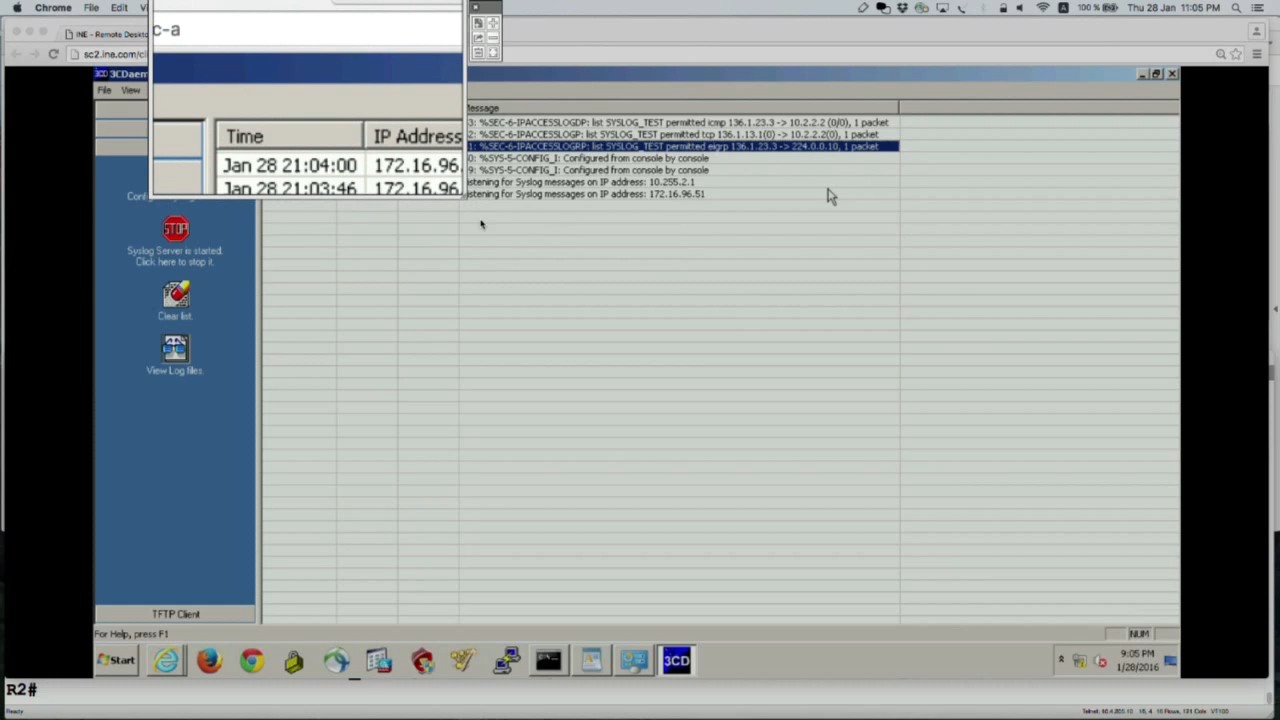 Chrome File Edit
100 % Thu 28 Jan 11:05 PM
INE - Remote Deskto
sc2.ine.com/cli
c-a
3CD 3CDaem
File View
Message
Time IP Address
Jan 28 21:04:00 172.16.96.
Jan 28 21:03:46 172.16.96
3: %SEC-6-IPACCESSLOGDP: list SYSLOG_TEST permitted icmp 136.1.23.3 -> 10.2.2.2 (0/0), 1 packet
2: %SEC-6-IPACCESSLOGP: list SYSLOG_TEST permitted tcp 136.1.13.1(0) -> 10.2.2.2(0), 1 packet
1: %SEC-6-IPACCESSLOGRP: list SYSLOG_TEST permitted eigrp 136.1.23.3 -> 224.0.0.10, 1 packet
0: %SYS-5-CONFIG_I: Configured from console by console
9: %SYS-5-CONFIG_I: Configured from console by console
stening for Syslog messages on IP address: 10.255.2.1
stening for Syslog messages on IP address: 172.16.96.51
STOP
Syslog Server is started.
Click here to stop it.
Clear list.
View Log files.
TFTP Client
For Help, press F1
NUM
Start
3CD
9:05 PM
1/28/2016
R2#
Ready